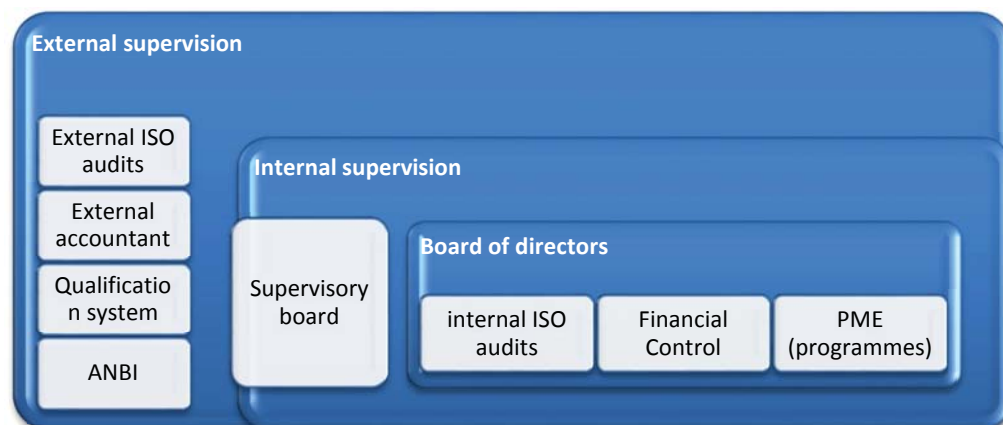 External supervision
External ISO
audits
External
accountant
Qualificatio
n system
ANBI
Internal supervision
Supervisory
board
Board of directors
internal ISO
audits
Financial
Control
PME
(programmes)